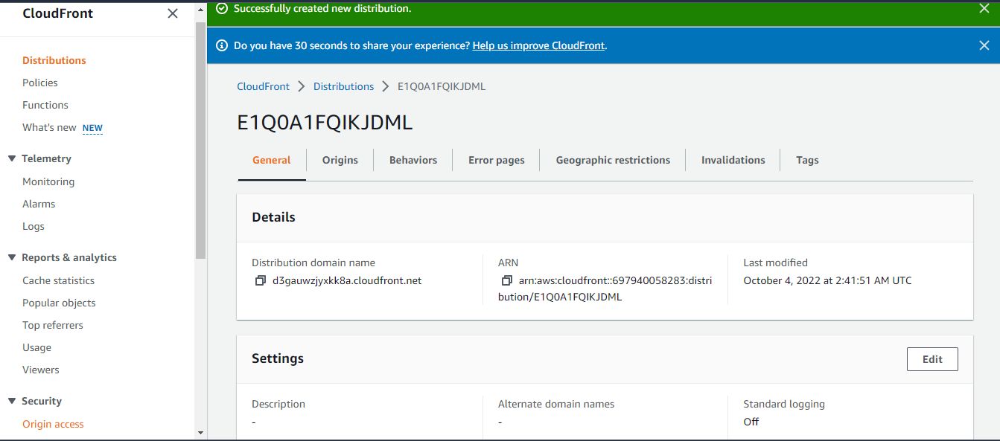 CloudFront
Distributions
Policies
Functions
What's new NEW
Telemetry
Monitoring
Alarms
Logs
Reports & analytics
Cache statistics
Popular objects
Top referrers
Usage
Viewers
Security
Origin access
Successfully created new distribution.
Do you have 30 seconds to share your experience? Help us improve CloudFront.
CloudFront Distributions E1Q0A1FQIKJDML
E1Q0A1FQIKJDML
General Origins Behaviors Error pages Geographic restrictions Invalidations Tags
Details
Distribution domain name
d3gauwzjyxkk8a.cloudfront.net
ARN
arn:aws:cloudfront::697940058283:distri
bution/E1Q0A1FQIKJDML
Last modified
October 4, 2022 at 2:41:51 AM UTC
Settings
Edit
Description
-
Alternate domain names
-
Standard logging
Off